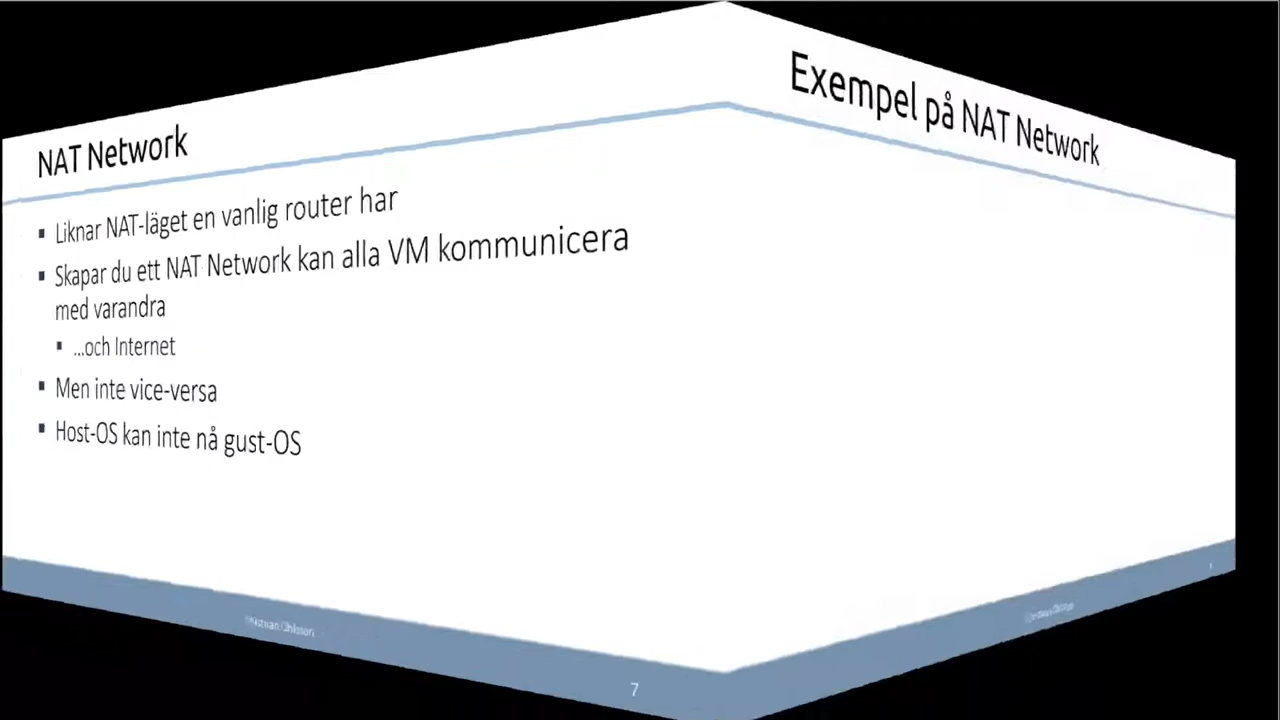 NAT Network
Liknar NAT-läget en vanlig router har
Skapar du ett NAT Network kan alla VM kommunicera
med varandra
...och Internet
Men inte vice-versa
Host-OS kan inte nå gust-OS
7
Exempel på NAT Network